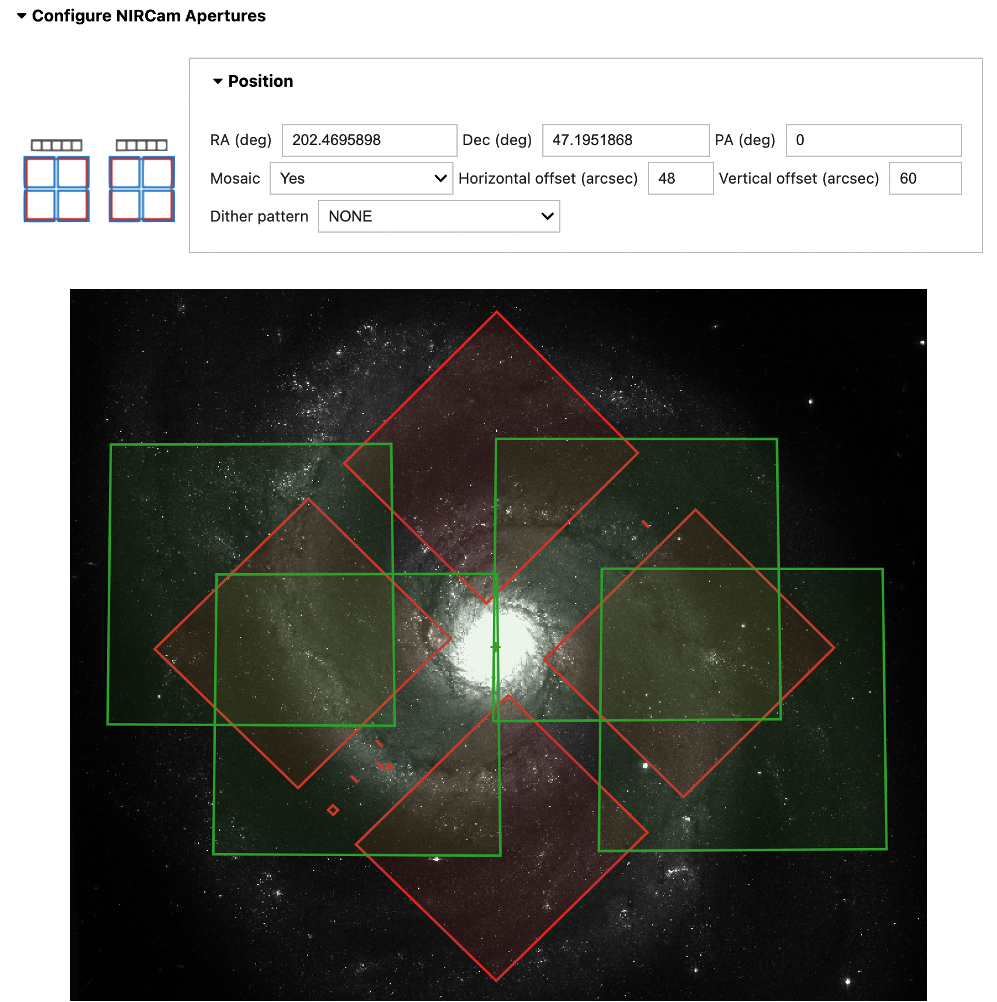 Configure NIRCam Apertures
Position
RA (deg) 202.4695898 Dec (deg) 47.1951868 PA (deg) 0
Mosaic Yes Horizontal offset (arcsec) 48 Vertical offset (arcsec) 60
Dither pattern NONE